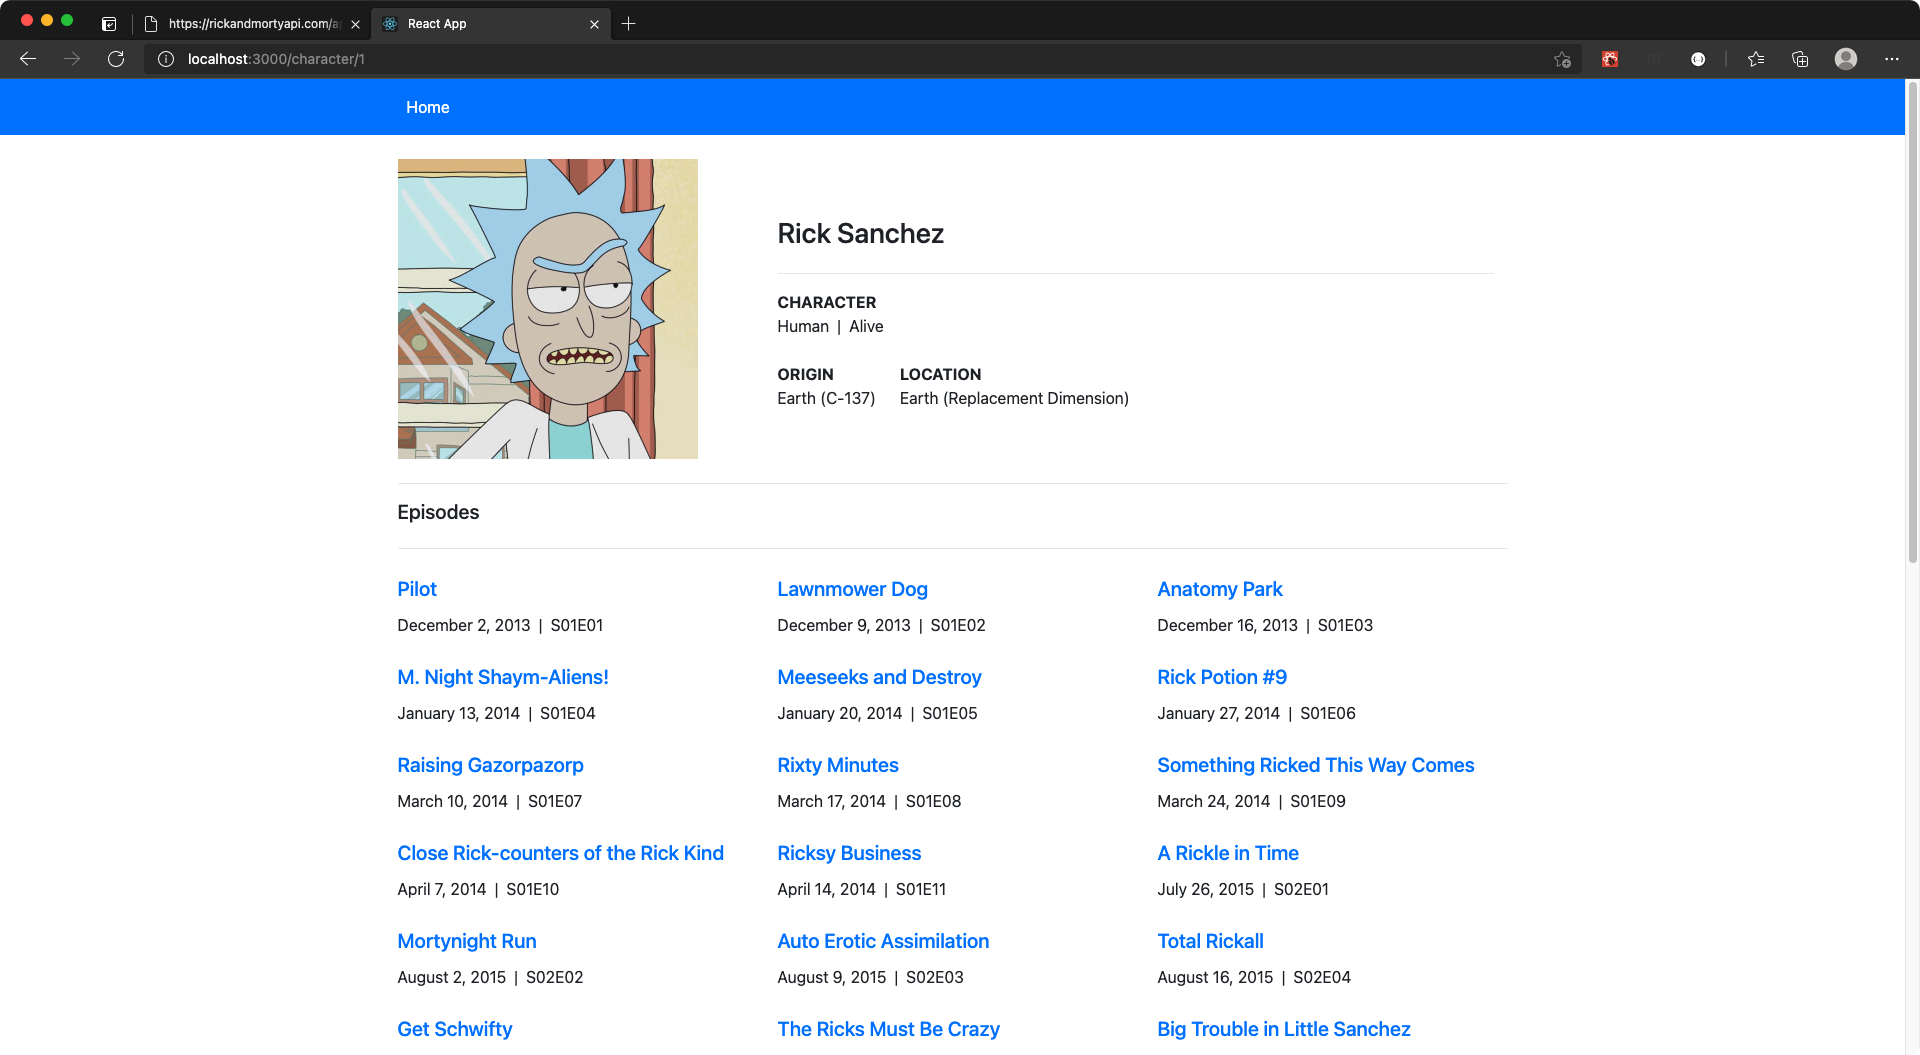 https://rickandmortyapi.com/a
React App
localhost:3000/character/1
Home
Rick Sanchez
CHARACTER
Human | Alive
ORIGIN
Earth (C-137)
LOCATION
Earth (Replacement Dimension)
Episodes
Pilot
December 2, 2013 | S01E01
Lawnmower Dog
December 9, 2013 | S01E02
Anatomy Park
December 16, 2013 | S01E03
M. Night Shaym-Aliens!
January 13, 2014 | S01E04
Meeseeks and Destroy
January 20, 2014 | S01E05
Rick Potion #9
January 27, 2014 | S01E06
Raising Gazorpazorp
March 10, 2014 | S01E07
Rixty Minutes
March 17, 2014 | S01E08
Something Ricked This Way Comes
March 24, 2014 | S01E09
Close Rick-counters of the Rick Kind
April 7, 2014 | S01E10
Ricksy Business
April 14, 2014 | S01E11
A Rickle in Time
July 26, 2015 | S02E01
Mortynight Run
August 2, 2015 | S02E02
Auto Erotic Assimilation
August 9, 2015 | S02E03
Total Rickall
August 16, 2015 | S02E04
Get Schwifty
The Ricks Must Be Crazy
Big Trouble in Little Sanchez